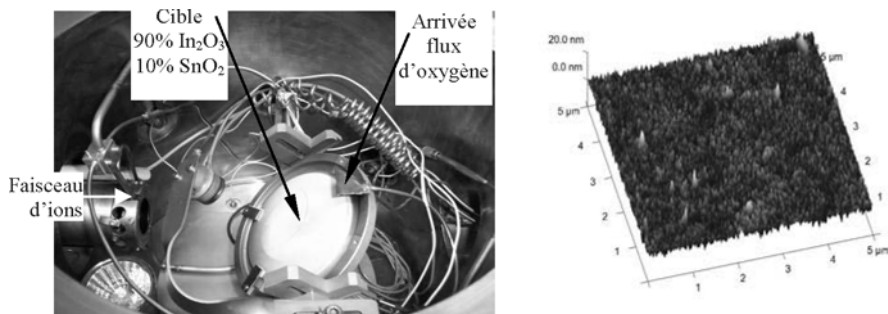 Cible
90% In₂O₃
10% SnO₂
Arrivée
flux
d'oxygène
Faisceau
d'ions
20.0 nm
0.0 nm
5 µm
4
3
2
1
1
2
3
4
5 µm
1
2
3
4
5 µm